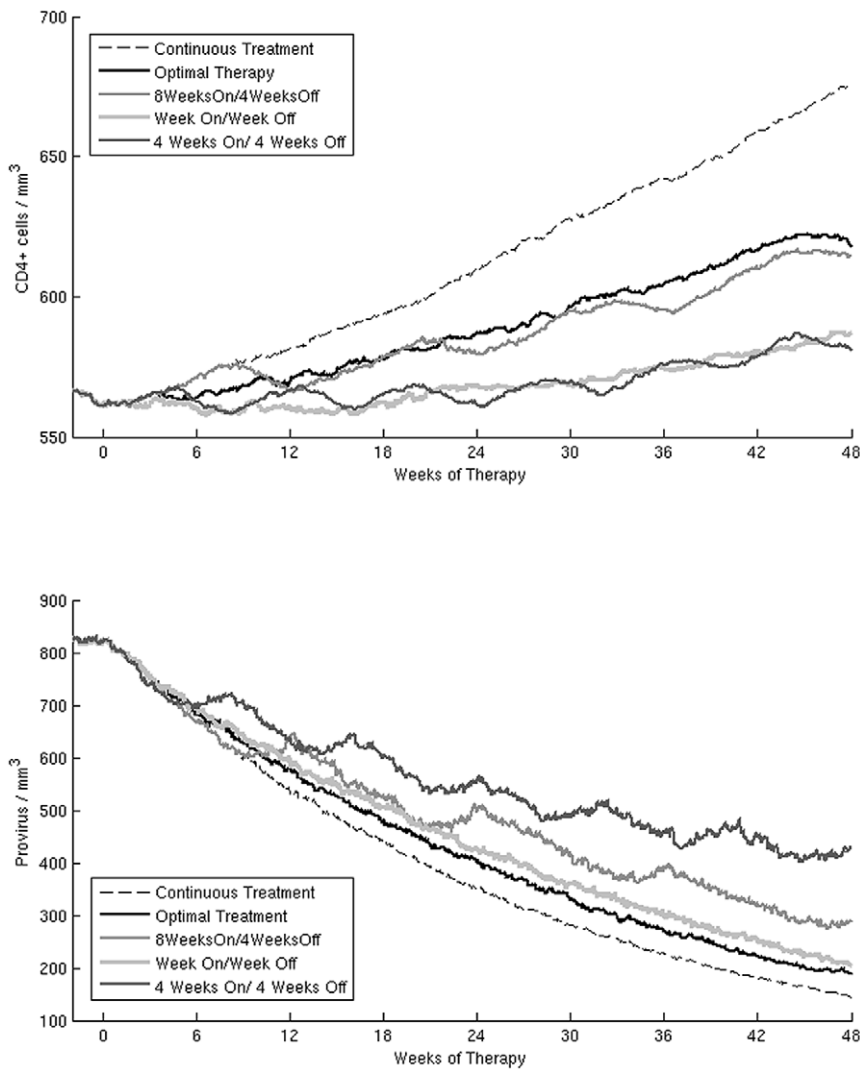 700
650
600
550
CD4+ cells / mm³
Continuous Treatment
Optimal Therapy
8WeeksOn/4WeeksOff
Week On/Week Off
4 Weeks On/ 4 Weeks Off
0 6 12 18 24 30 36 42 48
Weeks of Therapy
900
800
700
600
500
400
300
200
100
Provirus / mm³
Continuous Treatment
Optimal Treatment
8WeeksOn/4WeeksOff
Week On/Week Off
4 Weeks On/ 4 Weeks Off
0 6 12 18 24 30 36 42 48
Weeks of Therapy